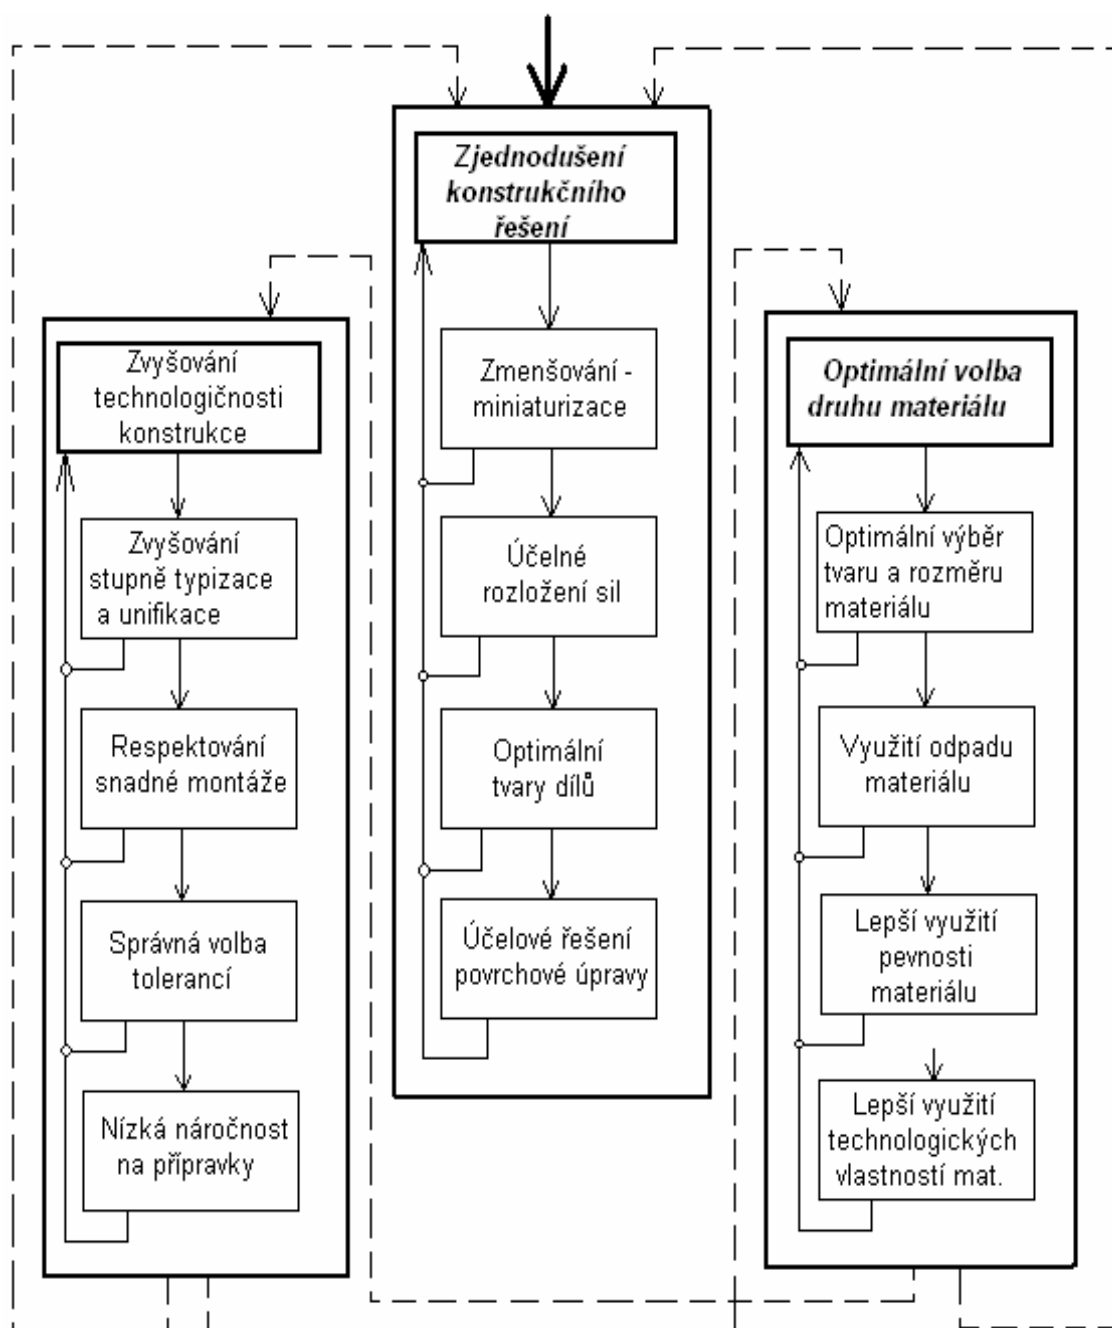 Zjednodušení
konstrukčního
řešení
Zmenšování -
miniaturizace
Účelné
rozložení sil
Optimální
tvary dílů
Účelové řešení
povrchové úpravy
Zvyšování
technologičnosti
konstrukce
Zvyšování
stupně typizace
a unifikace
Respektování
snadné montáže
Správná volba
tolerancí
Nízká náročnost
na přípravky
Optimální volba
druhu materiálu
Optimální výběr
tvaru a rozměru
materiálu
Využití odpadu
materiálu
Lepší využití
pevnosti
materiálu
Lepší využití
technologických
vlastností mat.